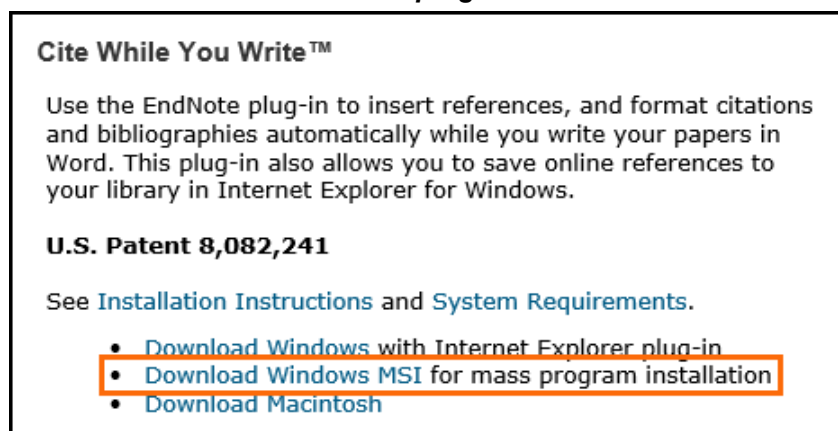 Cite While You Write™
Use the EndNote plug-in to insert references, and format citations
and bibliographies automatically while you write your papers in
Word. This plug-in also allows you to save online references to
your library in Internet Explorer for Windows.
U.S. Patent 8,082,241
See Installation Instructions and System Requirements.
• Download Windows with Internet Explorer plug-in
• Download Windows MSI for mass program installation
• Download Macintosh